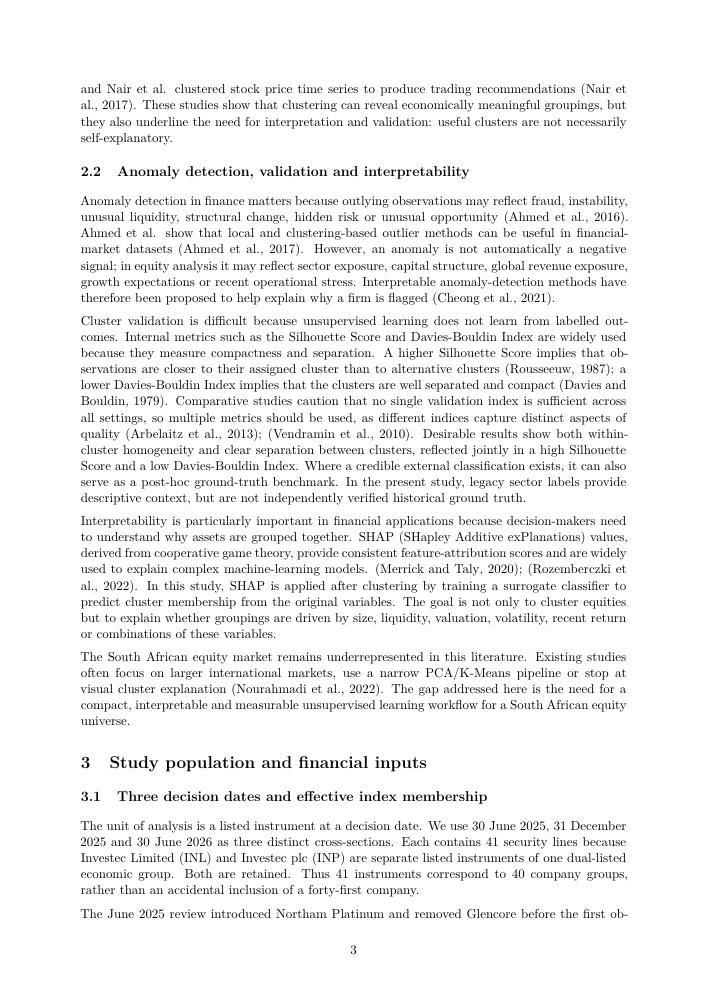 and Nair et al. clustered stock price time series to produce trading recommendations (Nair et
al., 2017). These studies show that clustering can reveal economically meaningful groupings, but
they also underline the need for interpretation and validation: useful clusters are not necessarily
self-explanatory.
2.2 Anomaly detection, validation and interpretability
Anomaly detection in finance matters because outlying observations may reflect fraud, instability,
unusual liquidity, structural change, hidden risk or unusual opportunity (Ahmed et al., 2016).
Ahmed et al. show that local and clustering-based outlier methods can be useful in financial-
market datasets (Ahmed et al., 2017). However, an anomaly is not automatically a negative
signal; in equity analysis it may reflect sector exposure, capital structure, global revenue exposure,
growth expectations or recent operational stress. Interpretable anomaly-detection methods have
therefore been proposed to help explain why a firm is flagged (Cheong et al., 2021).
Cluster validation is difficult because unsupervised learning does not learn from labelled out-
comes. Internal metrics such as the Silhouette Score and Davies-Bouldin Index are widely used
because they measure compactness and separation. A higher Silhouette Score implies that ob-
servations are closer to their assigned cluster than to alternative clusters (Rousseeuw, 1987); a
lower Davies-Bouldin Index implies that the clusters are well separated and compact (Davies and
Bouldin, 1979). Comparative studies caution that no single validation index is sufficient across
all settings, so multiple metrics should be used, as different indices capture distinct aspects of
quality (Arbelaitz et al., 2013); (Vendramin et al., 2010). Desirable results show both within-
cluster homogeneity and clear separation between clusters, reflected jointly in a high Silhouette
Score and a low Davies-Bouldin Index. Where a credible external classification exists, it can also
serve as a post-hoc ground-truth benchmark. In the present study, legacy sector labels provide
descriptive context, but are not independently verified historical ground truth.
Interpretability is particularly important in financial applications because decision-makers need
to understand why assets are grouped together. SHAP (SHapley Additive exPlanations) values,
derived from cooperative game theory, provide consistent feature-attribution scores and are widely
used to explain complex machine-learning models. (Merrick and Taly, 2020); (Rozemberczki et
al., 2022). In this study, SHAP is applied after clustering by training a surrogate classifier to
predict cluster membership from the original variables. The goal is not only to cluster equities
but to explain whether groupings are driven by size, liquidity, valuation, volatility, recent return
or combinations of these variables.
The South African equity market remains underrepresented in this literature. Existing studies
often focus on larger international markets, use a narrow PCA/K-Means pipeline or stop at
visual cluster explanation (Nourahmadi et al., 2022). The gap addressed here is the need for a
compact, interpretable and measurable unsupervised learning workflow for a South African equity
universe.
3 Study population and financial inputs
3.1 Three decision dates and effective index membership
The unit of analysis is a listed instrument at a decision date. We use 30 June 2025, 31 December
2025 and 30 June 2026 as three distinct cross-sections. Each contains 41 security lines because
Investec Limited (INL) and Investec plc (INP) are separate listed instruments of one dual-listed
economic group. Both are retained. Thus 41 instruments correspond to 40 company groups,
rather than an accidental inclusion of a forty-first company.
The June 2025 review introduced Northam Platinum and removed Glencore before the first ob-
3